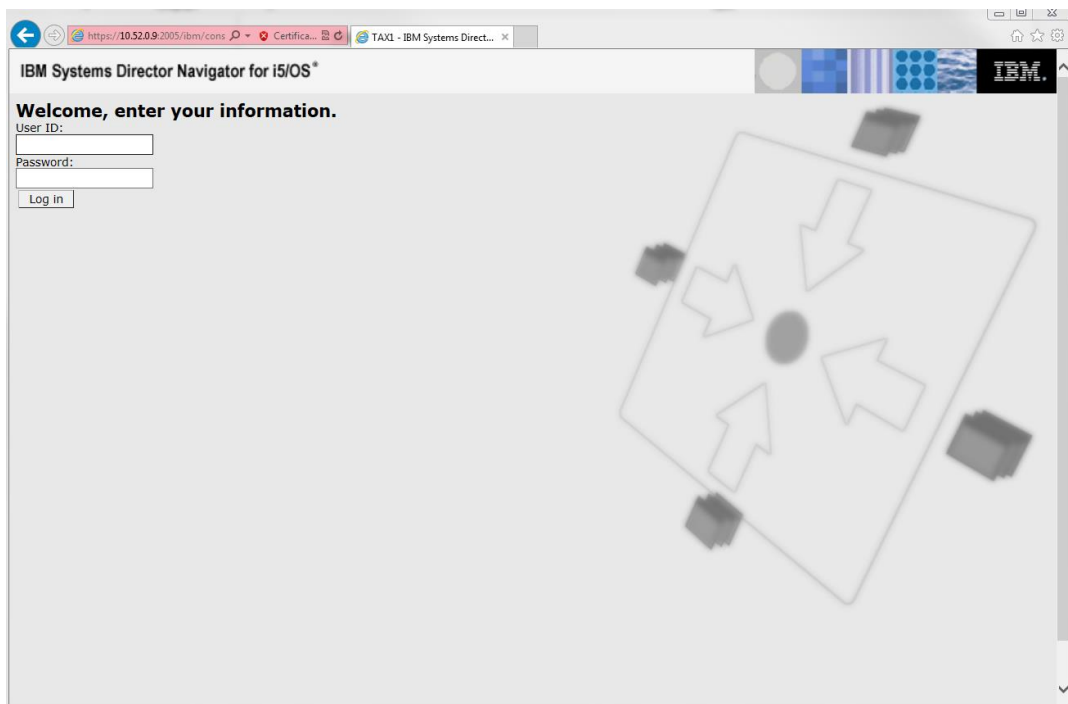 https://10.52.0.9:2005/ibm/cons
Certifica...
TAX1 - IBM Systems Direct...
IBM Systems Director Navigator for i5/OS®
IBM.
Welcome, enter your information.
User ID:
Password:
Log in